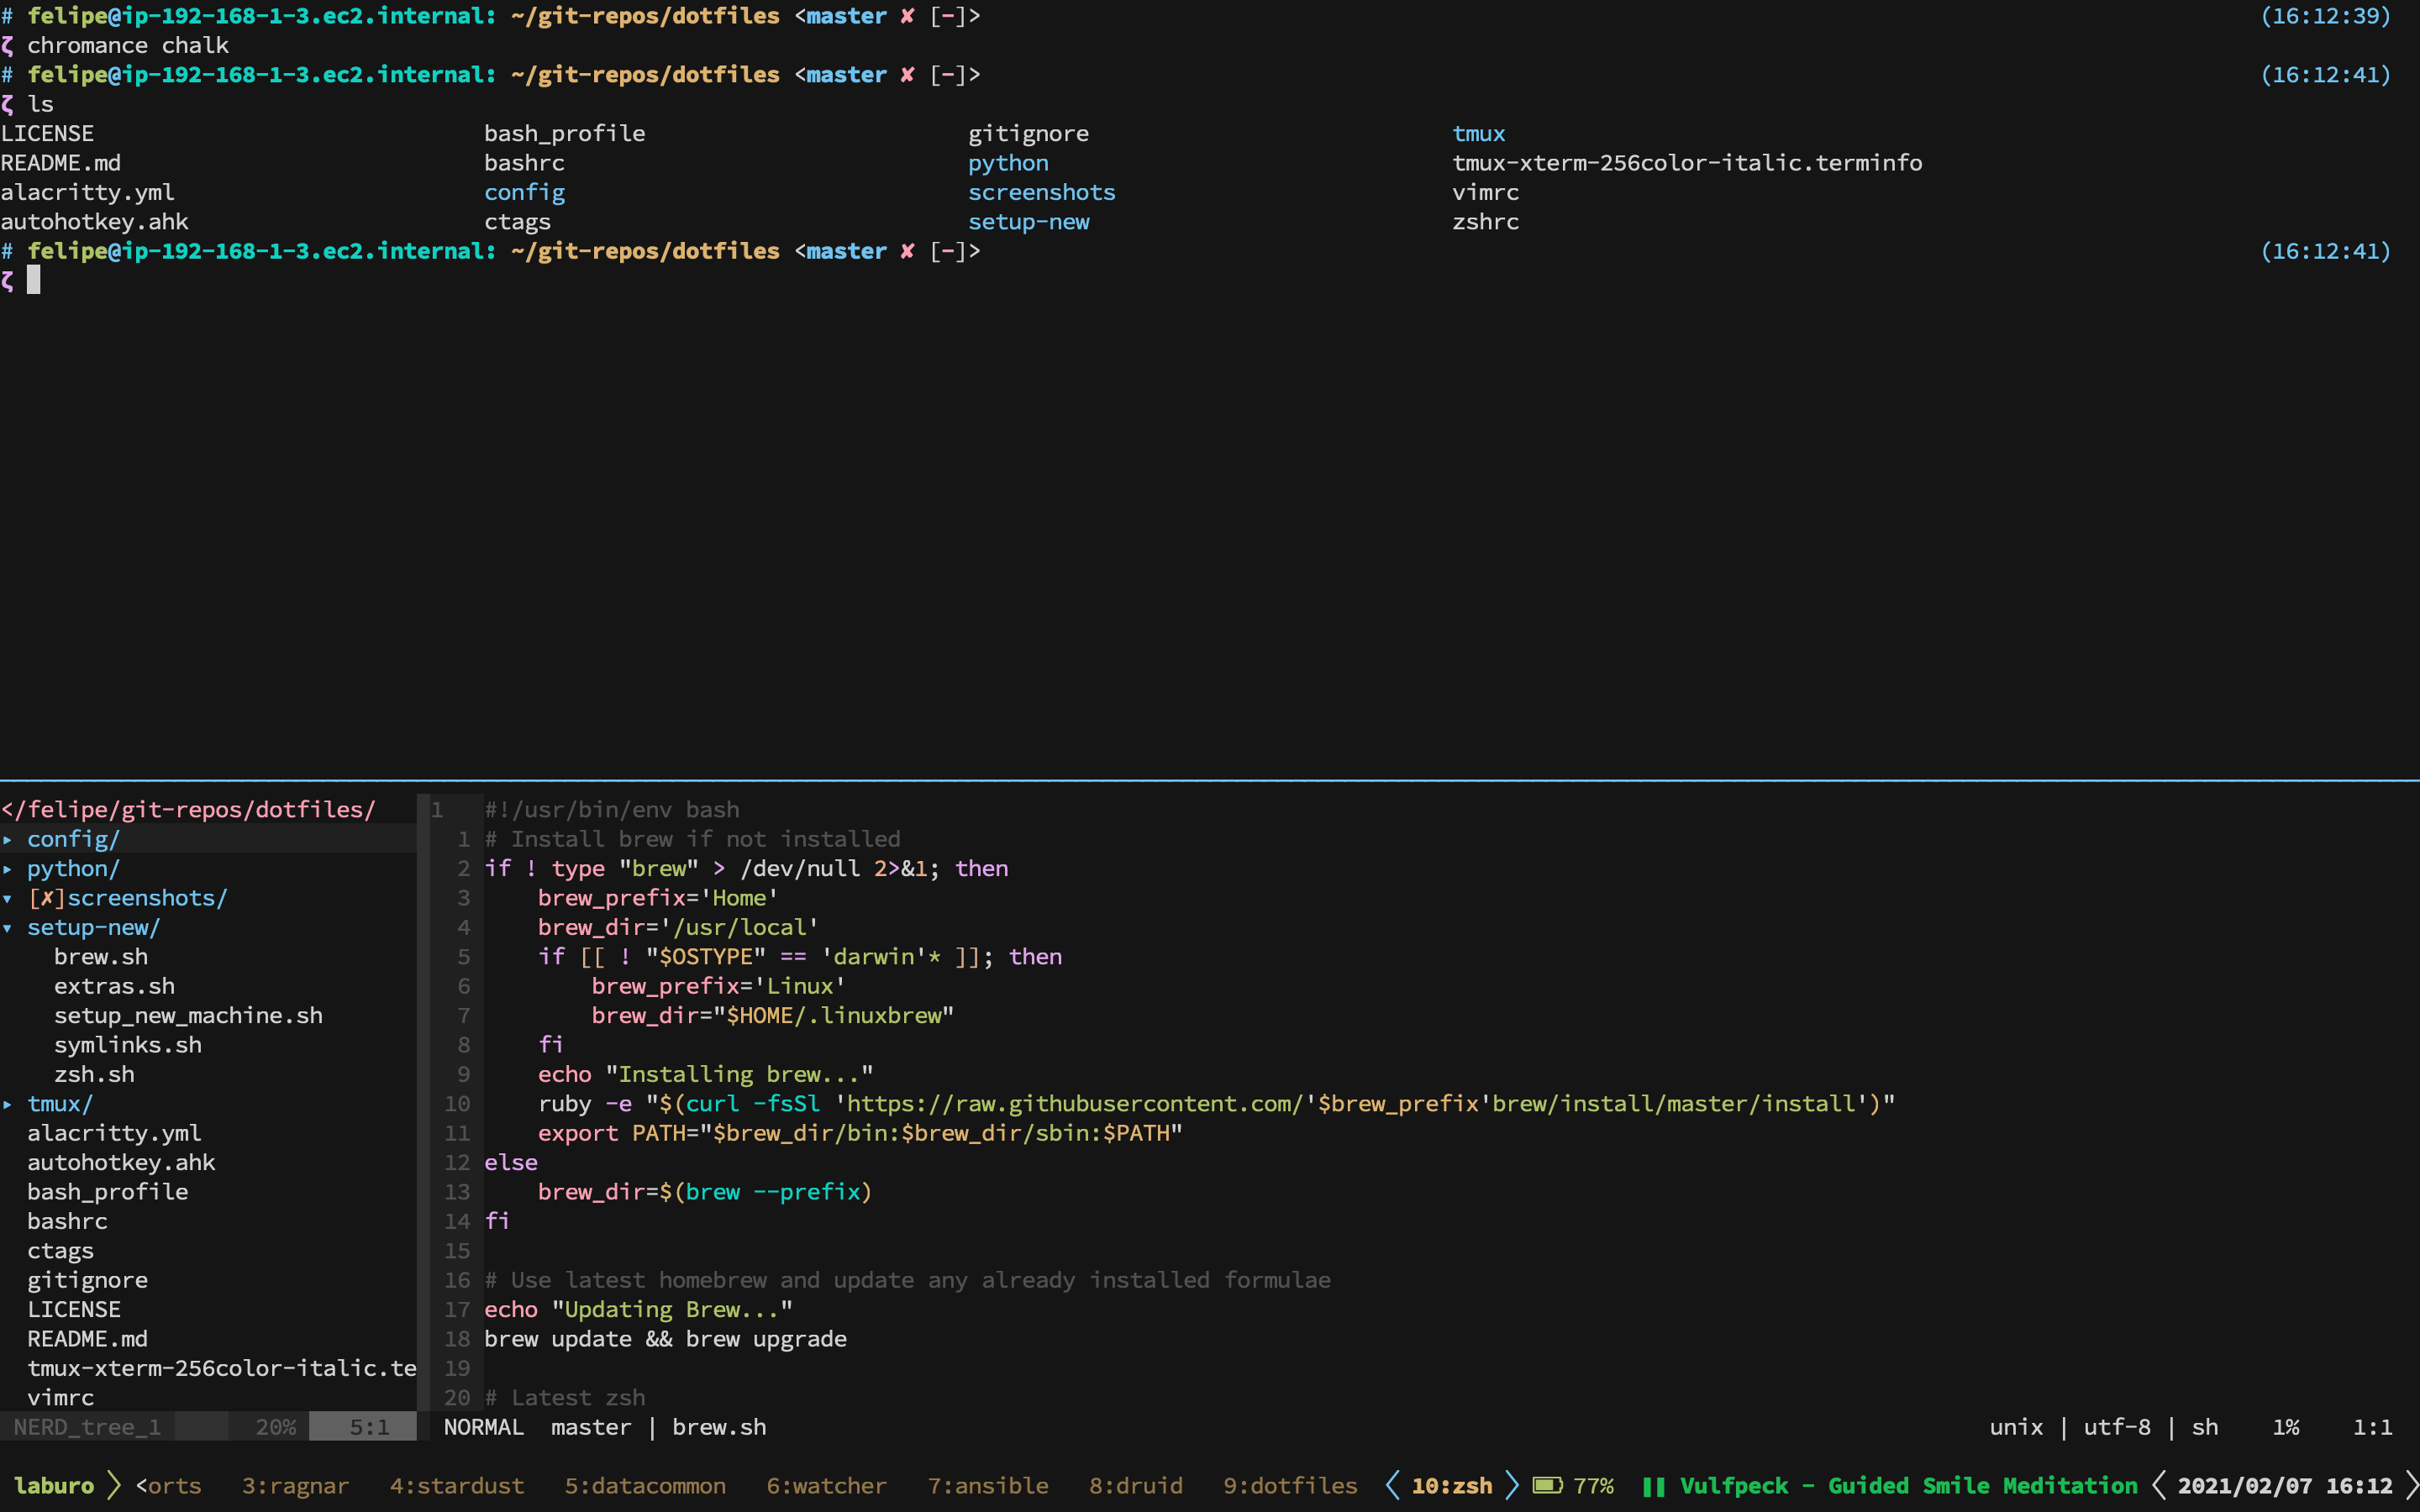 # felipe@ip-192-168-1-3.ec2.internal: ~/git-repos/dotfiles <master ✘ [-]> (16:12:39)
ζ chromance chalk
# felipe@ip-192-168-1-3.ec2.internal: ~/git-repos/dotfiles <master ✘ [-]> (16:12:41)
ζ ls
LICENSE bash_profile gitignore tmux
README.md bashrc python tmux-xterm-256color-italic.terminfo
alacritty.yml config screenshots vimrc
autohotkey.ahk ctags setup-new zshrc
# felipe@ip-192-168-1-3.ec2.internal: ~/git-repos/dotfiles <master ✘ [-]> (16:12:41)
ζ
</felipe/git-repos/dotfiles/
▸ config/
▸ python/
▾ [✗]screenshots/
▾ setup-new/
brew.sh
extras.sh
setup_new_machine.sh
symlinks.sh
zsh.sh
▸ tmux/
alacritty.yml
autohotkey.ahk
bash_profile
bashrc
ctags
gitignore
LICENSE
README.md
tmux-xterm-256color-italic.te
vimrc
NERD_tree_1 20% 5:1
1 #!/usr/bin/env bash
1 # Install brew if not installed
2 if ! type "brew" > /dev/null 2>&1; then
3     brew_prefix='Home'
4     brew_dir='/usr/local'
5     if [[ ! "$OSTYPE" == 'darwin'* ]]; then
6         brew_prefix='Linux'
7         brew_dir="$HOME/.linuxbrew"
8     fi
9     echo "Installing brew..."
10     ruby -e "$(curl -fsSl 'https://raw.githubusercontent.com/'$brew_prefix'brew/install/master/install')"
11     export PATH="$brew_dir/bin:$brew_dir/sbin:$PATH"
12 else
13     brew_dir=$(brew --prefix)
14 fi
15
16 # Use latest homebrew and update any already installed formulae
17 echo "Updating Brew..."
18 brew update && brew upgrade
19
20 # Latest zsh
NORMAL master | brew.sh unix | utf-8 | sh 1% 1:1
laburo <orts 3:ragnar 4:stardust 5:datacommon 6:watcher 7:ansible 8:druid 9:dotfiles 10:zsh 77% Vulfpeck - Guided Smile Meditation 2021/02/07 16:12